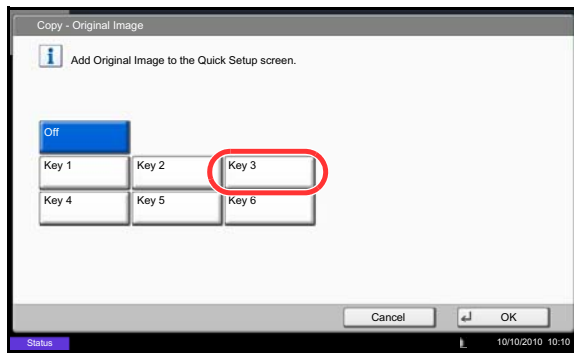 Copy - Original Image
i Add Original Image to the Quick Setup screen.
Off
Key 1 Key 2 Key 3
Key 4 Key 5 Key 6
Cancel OK
Status 10/10/2010 10:10